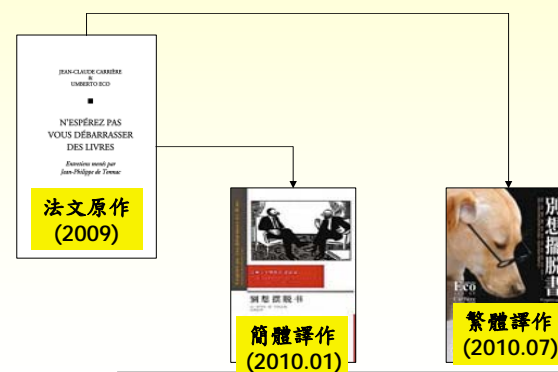 JEAN-CLAUDE CARRIÈRE
&
UMBERTO ECO
N'ESPÉREZ PAS
VOUS DÉBARRASSER
DES LIVRES
Entretiens menés par
Jean-Philippe de Tonnac
法文原作
(2009)
别想摆脱书
簡體譯作
(2010.01)
別想擺脫書
Eco
繁體譯作
(2010.07)